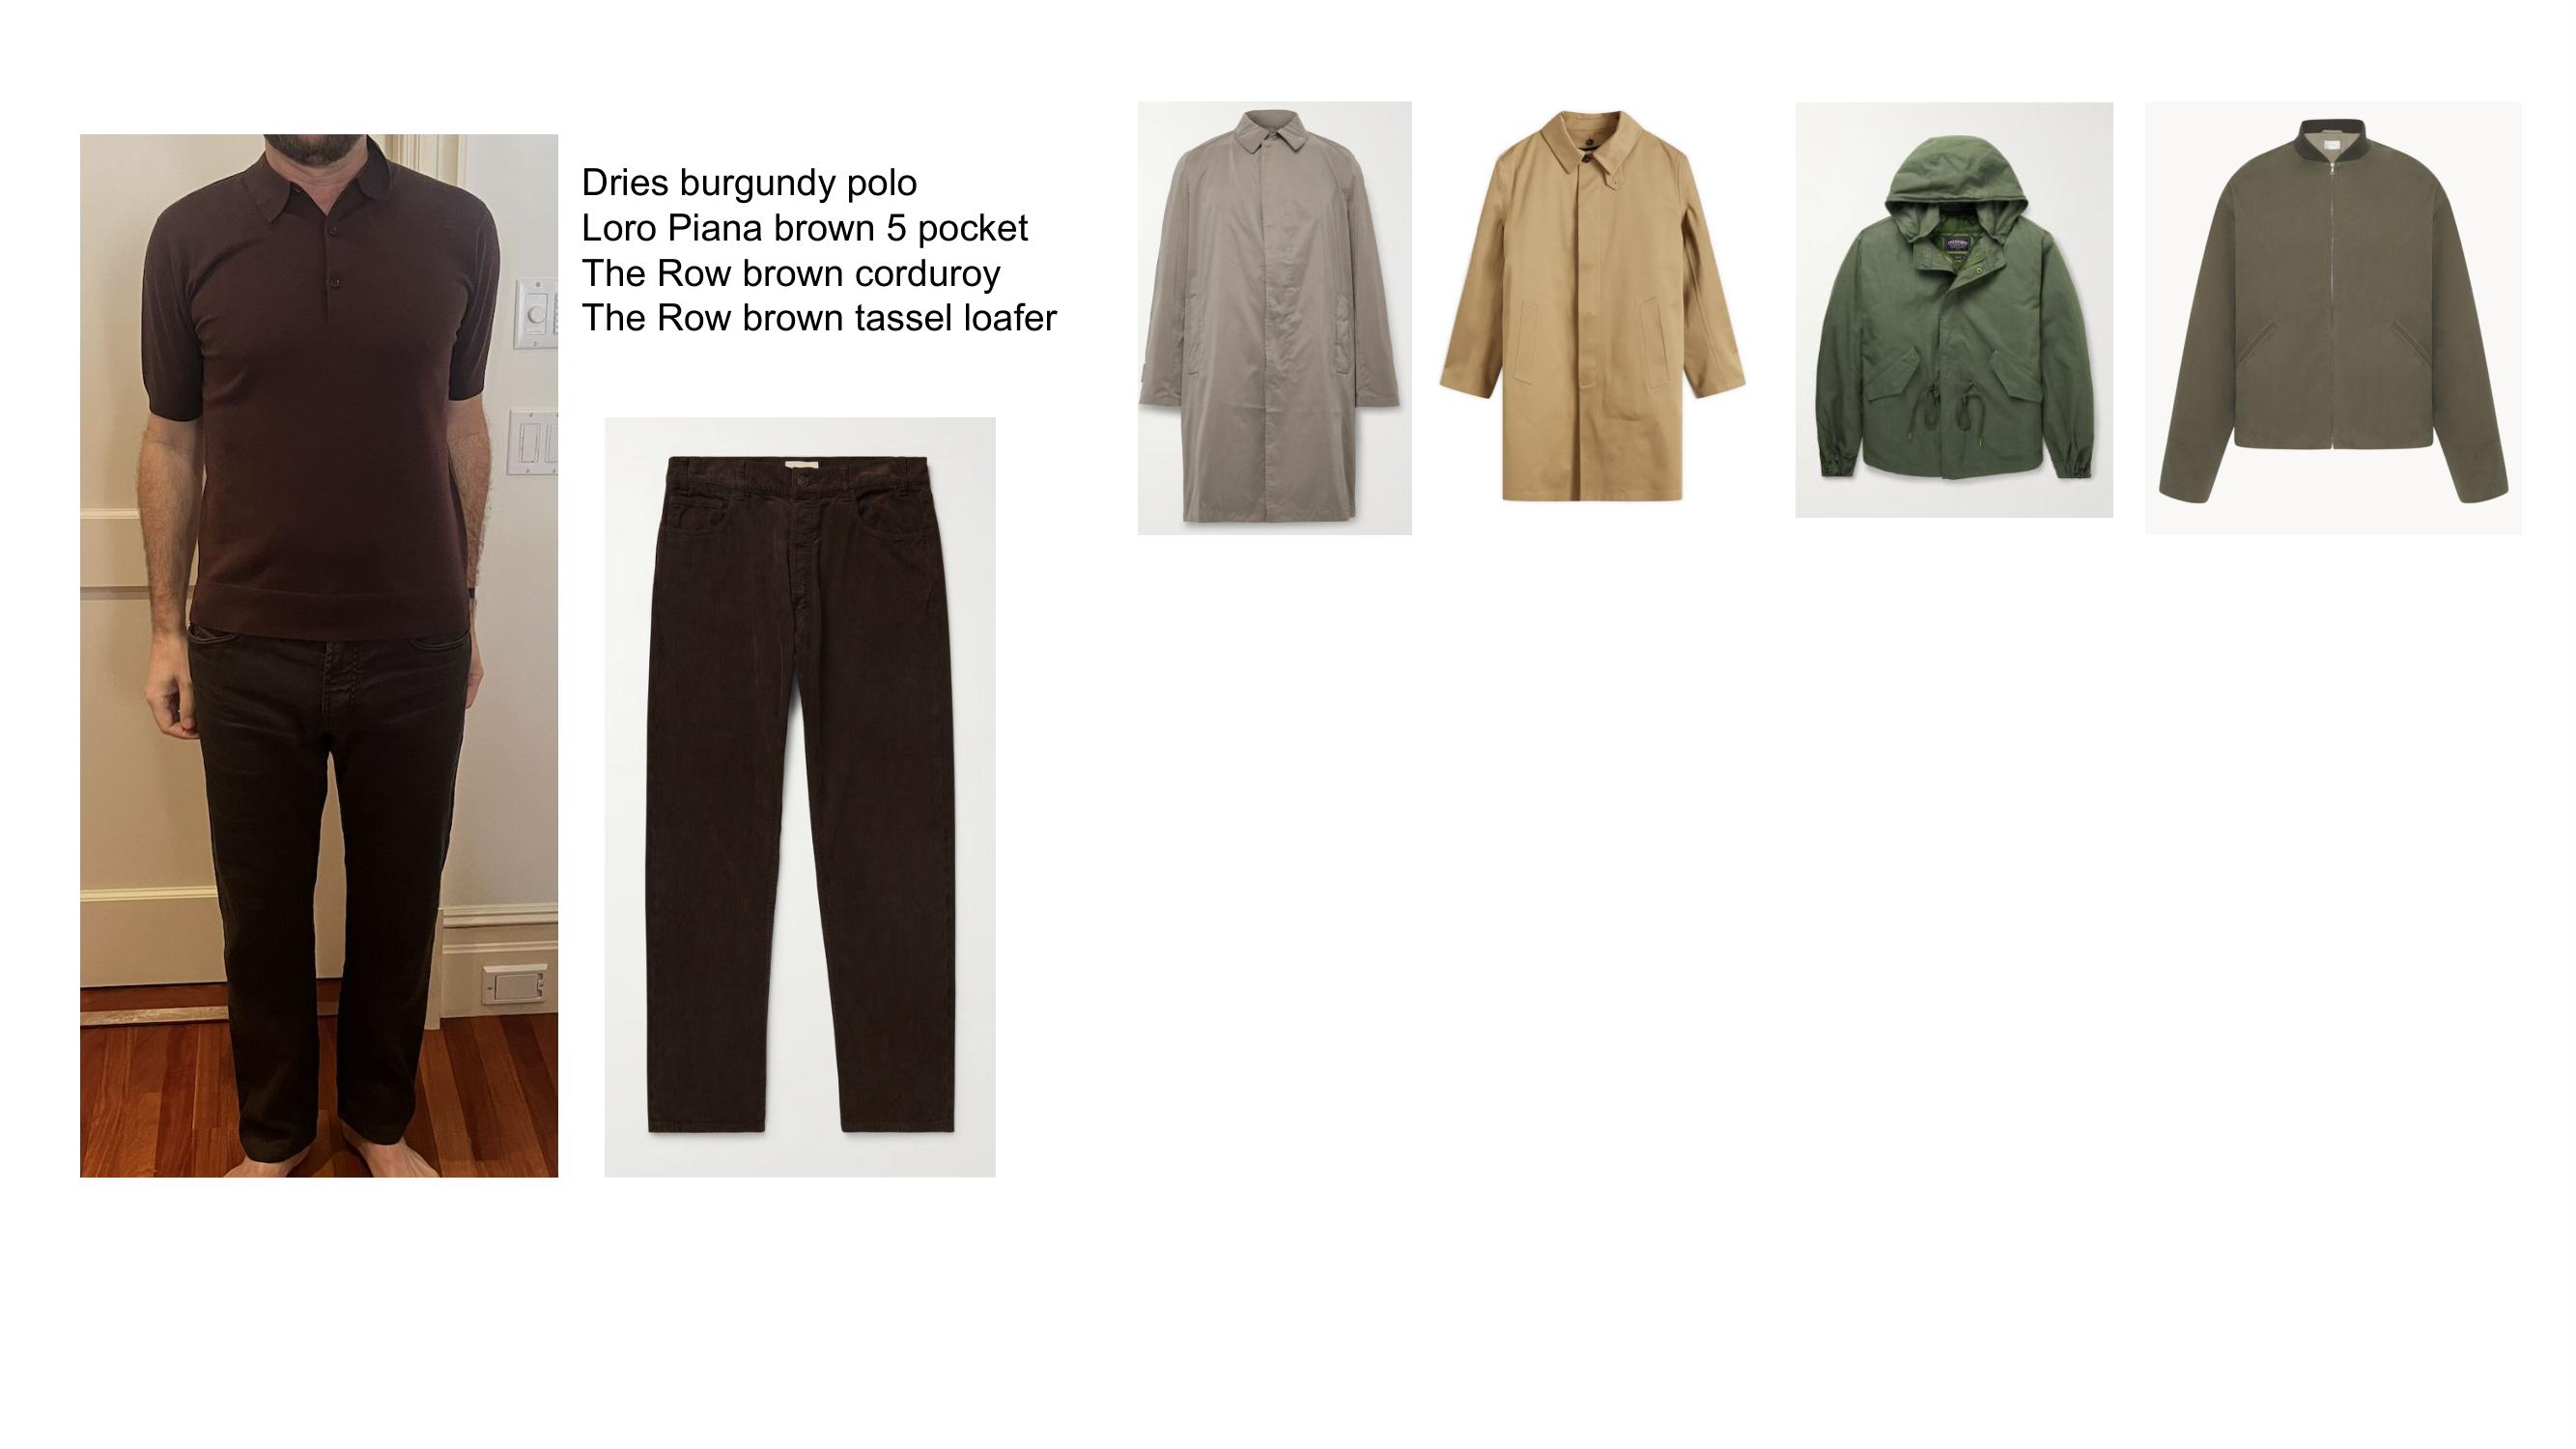 Dries burgundy polo
Loro Piana brown 5 pocket
The Row brown corduroy
The Row brown tassel loafer